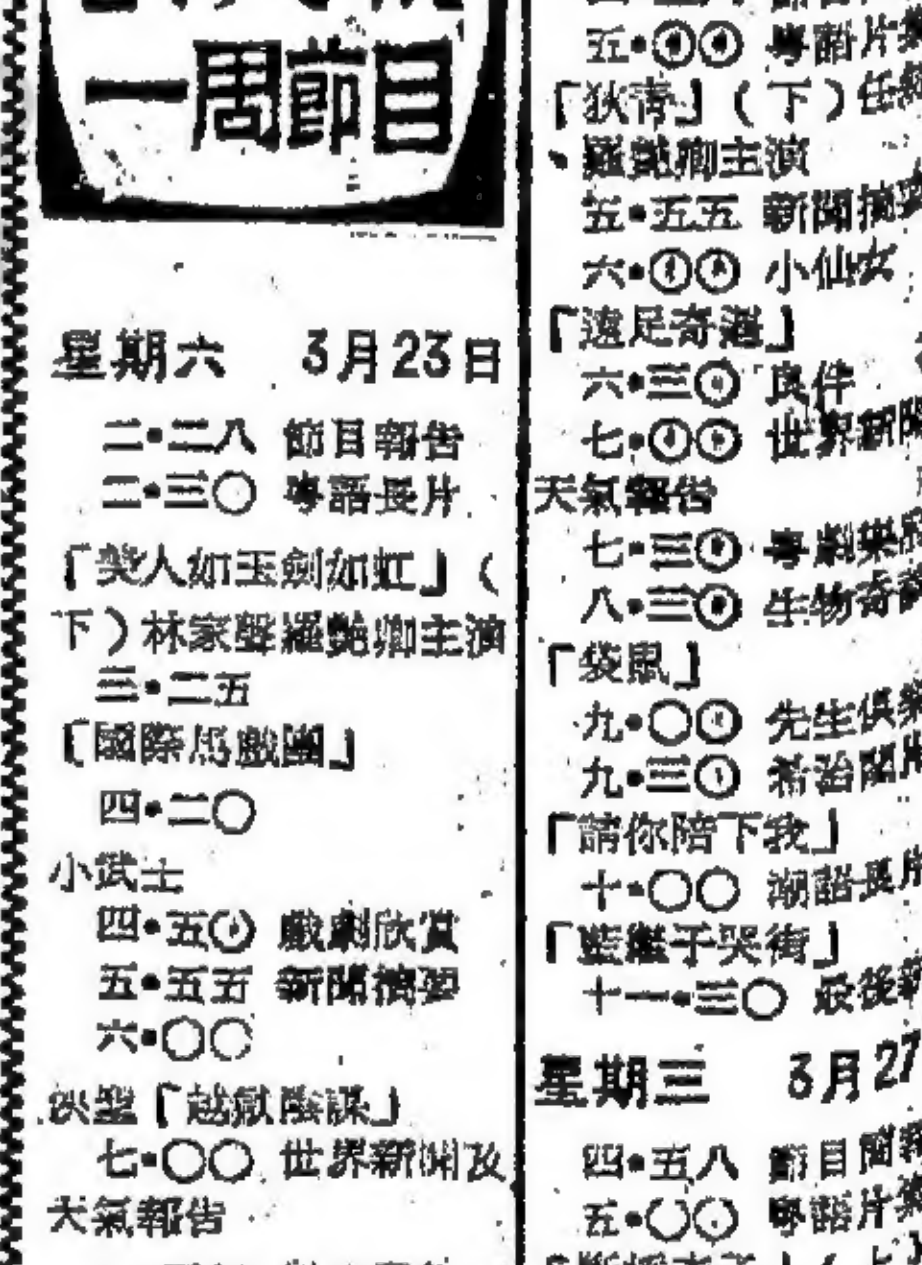 一周節目
星期六 3月23日
二•二八 節目報告
二•三〇 粵語長片
「美人如玉劍如虹」（
下）林家聲羅艷卿主演
三•二五
「國際馬戲團」
四•二〇
小武士
四•五〇 戲劇欣賞
五•五五 新聞摘要
六•〇〇
「越獄陰謀」
七•〇〇 世界新聞及
天氣報告
五•〇〇 粵語片集
「狄青」（下）任
、羅艷卿主演
五•五五 新聞摘要
六•〇〇 小仙女
「遠足奇遇」
六•三〇 良伴
七•〇〇 世界新聞
天氣報告
七•三〇 粵劇
八•三〇 生物奇
「袋鼠」
九•〇〇 先生俱樂
九•三〇 希治閣
「請你陪下我」
十•〇〇 潮語長片
「藍繼子哭街」
十一•三〇 最後新
星期三 3月27
四•五八 節目簡
五•〇〇 粵語片集